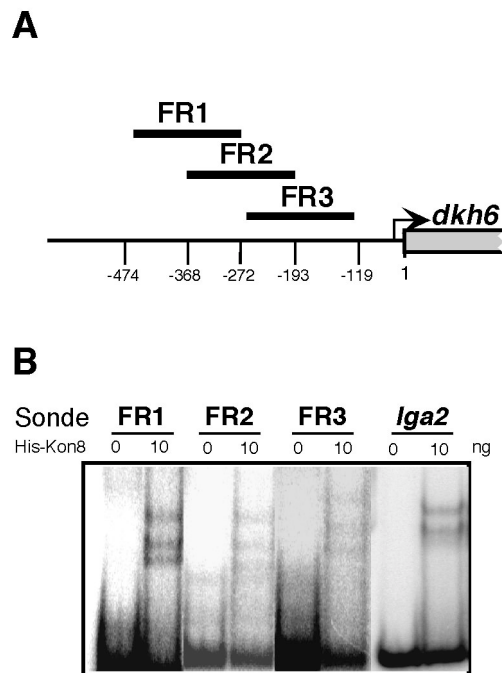 A
FR1
FR2
FR3
dkh6
-474 -368 -272 -193 -119 1
B
Sonde FR1 FR2 FR3 lga2
His-Kon8 0 10 0 10 0 10 0 10 ng